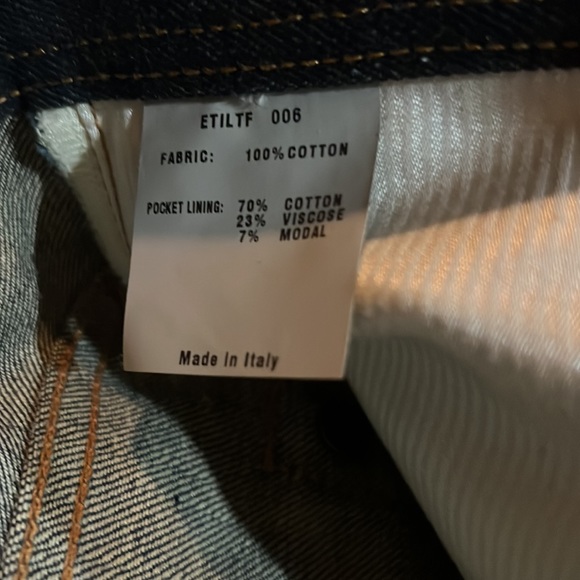 ETILTF 006
FABRIC: 100% COTTON
POCKET LINING: 70% COTTON
23% VISCOSE
7% MODAL
Made in Italy